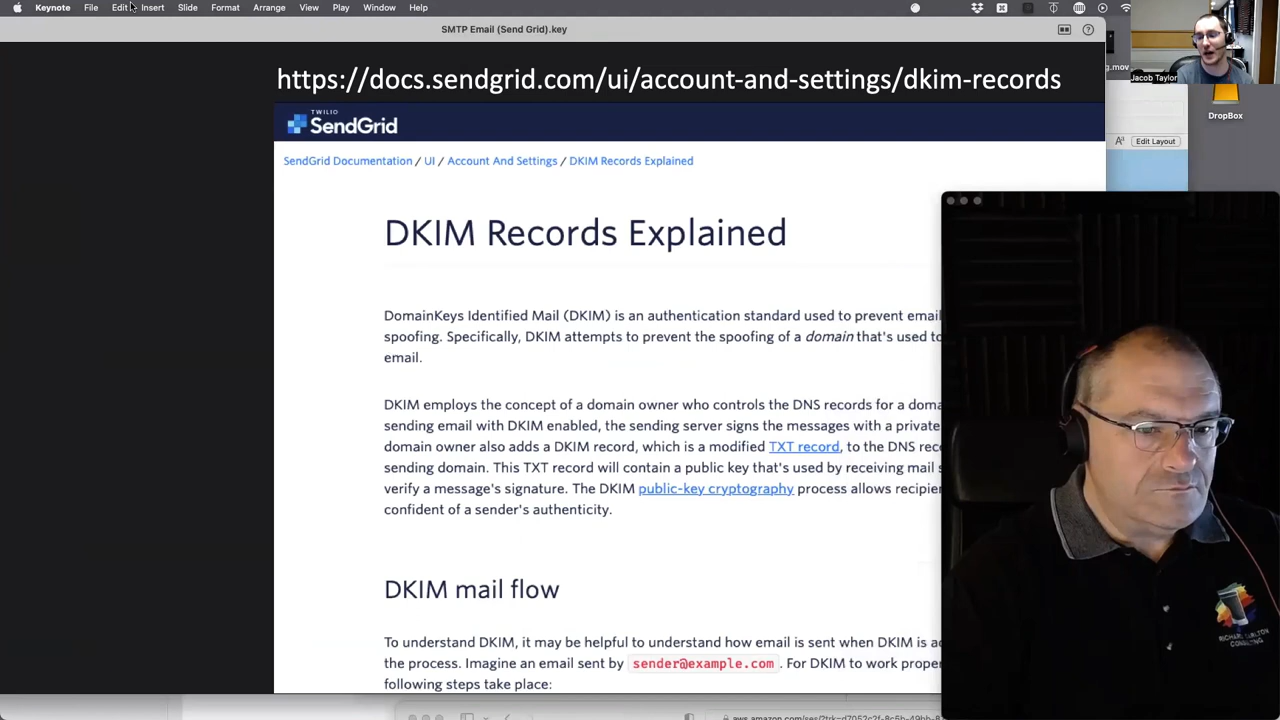 Keynote File Edit Insert Slide Format Arrange View Play Window Help
SMTP Email (Send Grid).key
g.mov
Jacob Taylor
DropBox
Edit Layout
https://docs.sendgrid.com/ui/account-and-settings/dkim-records
TWILIO
SendGrid
SendGrid Documentation / UI / Account And Settings / DKIM Records Explained
DKIM Records Explained
DomainKeys Identified Mail (DKIM) is an authentication standard used to prevent email
spoofing. Specifically, DKIM attempts to prevent the spoofing of a domain that's used to
email.
DKIM employs the concept of a domain owner who controls the DNS records for a doma
sending email with DKIM enabled, the sending server signs the messages with a private
domain owner also adds a DKIM record, which is a modified TXT record, to the DNS reco
sending domain. This TXT record will contain a public key that's used by receiving mail s
verify a message's signature. The DKIM public-key cryptography process allows recipie
confident of a sender's authenticity.
DKIM mail flow
To understand DKIM, it may be helpful to understand how email is sent when DKIM is a
the process. Imagine an email sent by sender@example.com. For DKIM to work proper
following steps take place:
RICHARD CARLTON
CONSULTING